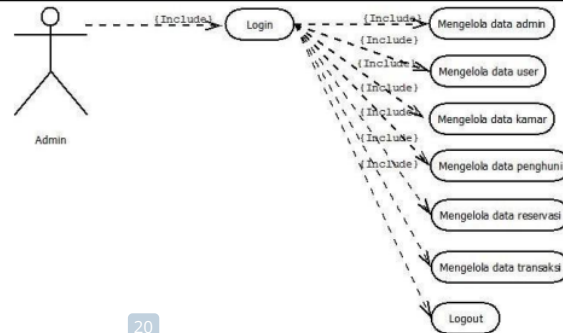 {Include}
Login
{Include}
Mengelola data admin
{Include}
Mengelola data user
{Include}
{Include}
Mengelola data kamar
{Include}
{Include}
Mengelola data penghuni
{Include}
Mengelola data reservasi
Mengelola data transaksi
Logout
Admin
20